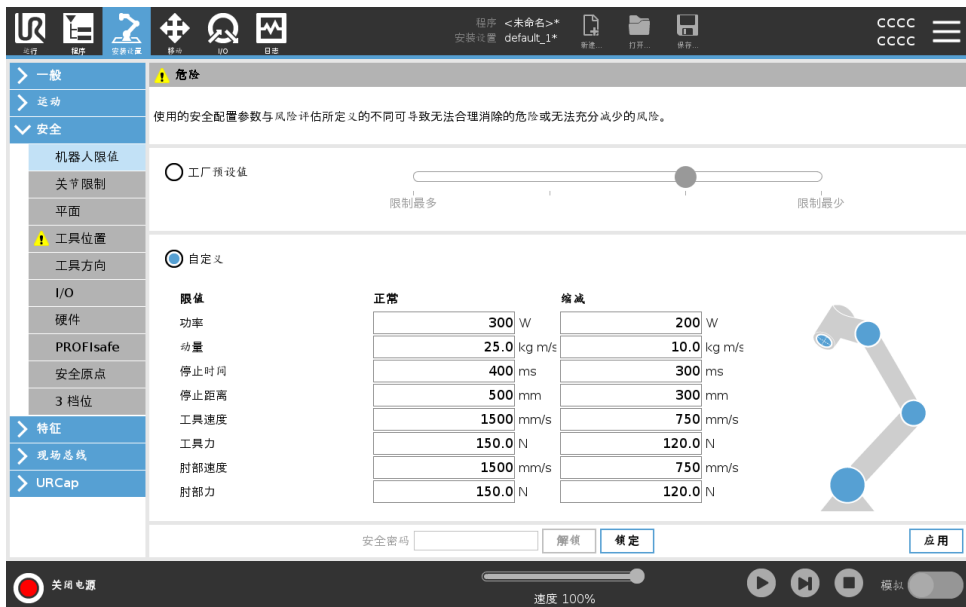 UR
运行 程序 安装设置 移动 I/O 日志
程序 <未命名>*
安装设置 default_1*
新建... 打开... 保存...
CCCC
CCCC
一般
运动
安全
机器人限值
关节限制
平面
工具位置
工具方向
I/O
硬件
PROFIsafe
安全原点
3 档位
特征
现场总线
URCap
危险
使用的安全配置参数与风险评估所定义的不同可导致无法合理消除的危险或无法充分减少的风险。
工厂预设值
限制最多 限制最少
自定义
限值 正常 缩减
功率 300 W 200 W
动量 25.0 kg m/s 10.0 kg m/s
停止时间 400 ms 300 ms
停止距离 500 mm 300 mm
工具速度 1500 mm/s 750 mm/s
工具力 150.0 N 120.0 N
肘部速度 1500 mm/s 750 mm/s
肘部力 150.0 N 120.0 N
安全密码 解锁 锁定 应用
关闭电源
速度 100%
模拟